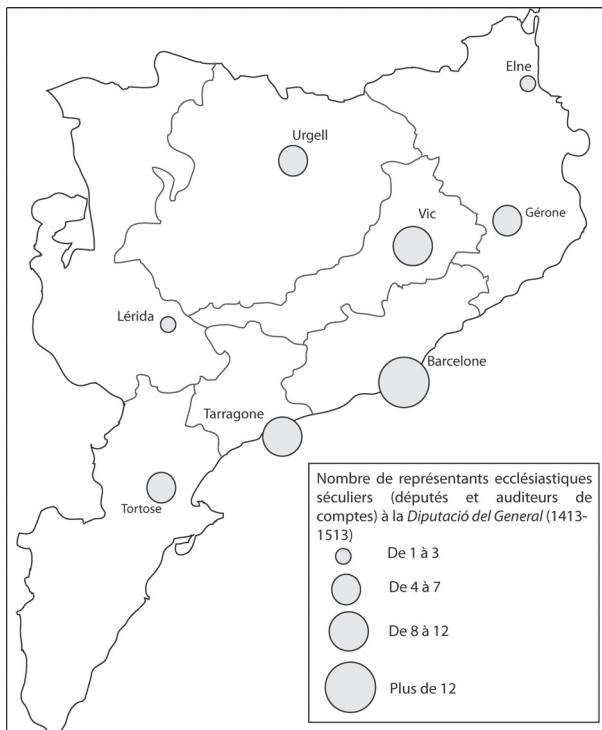 Elne
Urgell
Vic
Gérone
Lérida
Barcelone
Tarragone
Tortose
Nombre de représentants ecclésiastiques
séculiers (députés et auditeurs de
comptes) à la Diputació del General (1413-
1513)
De 1 à 3
De 4 à 7
De 8 à 12
Plus de 12